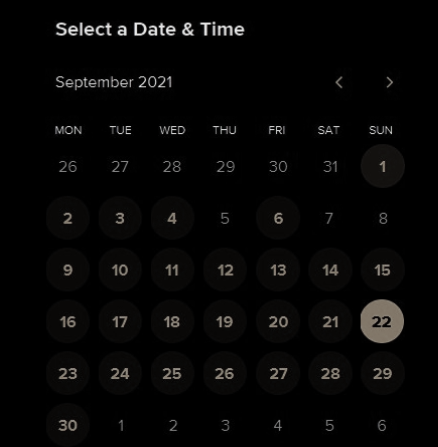 Select a Date & Time
September 2021
MON TUE WED THU FRI SAT SUN
26 27 28 29 30 31 1
2 3 4 5 6 7 8
9 10 11 12 13 14 15
16 17 18 19 20 21 22
23 24 25 26 27 28 29
30 1 2 3 4 5 6